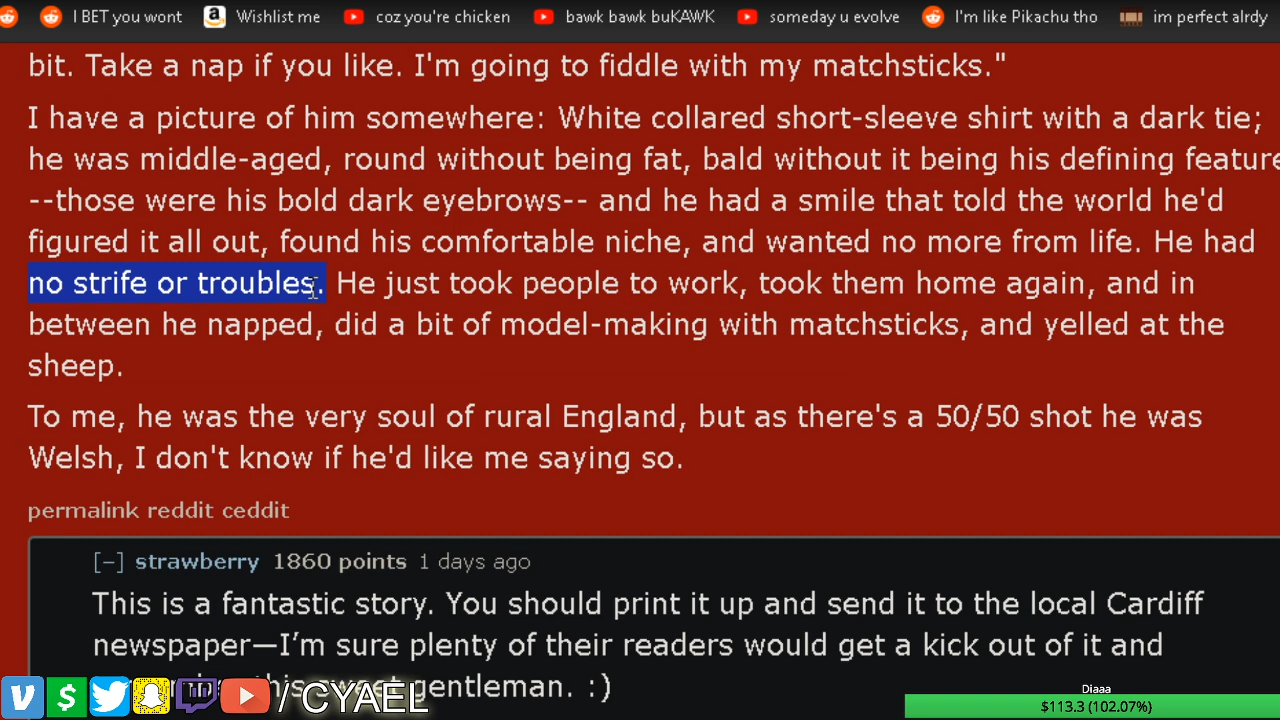 I BET you wont Wishlist me coz you're chicken bawk bawk buKAWK someday u evolve I'm like Pikachu tho im perfect alrdy
bit. Take a nap if you like. I'm going to fiddle with my matchsticks."
I have a picture of him somewhere: White collared short-sleeve shirt with a dark tie;
he was middle-aged, round without being fat, bald without it being his defining feature
--those were his bold dark eyebrows-- and he had a smile that told the world he'd
figured it all out, found his comfortable niche, and wanted no more from life. He had
no strife or troubles. He just took people to work, took them home again, and in
between he napped, did a bit of model-making with matchsticks, and yelled at the
sheep.
To me, he was the very soul of rural England, but as there's a 50/50 shot he was
Welsh, I don't know if he'd like me saying so.
permalink reddit ceddit
[–] strawberry 1860 points 1 days ago
This is a fantastic story. You should print it up and send it to the local Cardiff
newspaper—I'm sure plenty of their readers would get a kick out of it and
gentleman. :)
/ CYAEL
Diaaa
$113.3 (102.07%)